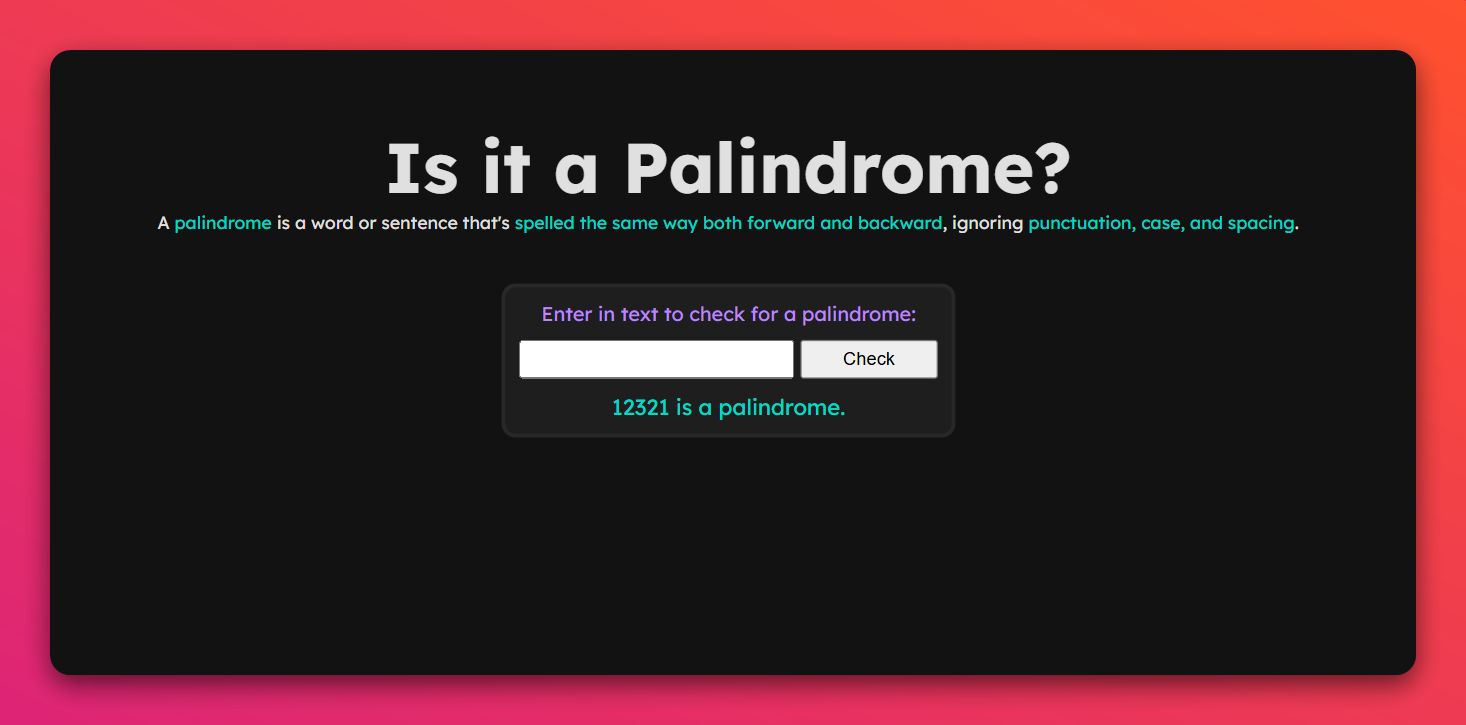 Is it a Palindrome?
A palindrome is a word or sentence that's spelled the same way both forward and backward, ignoring punctuation, case, and spacing.
Enter in text to check for a palindrome:
Check
12321 is a palindrome.